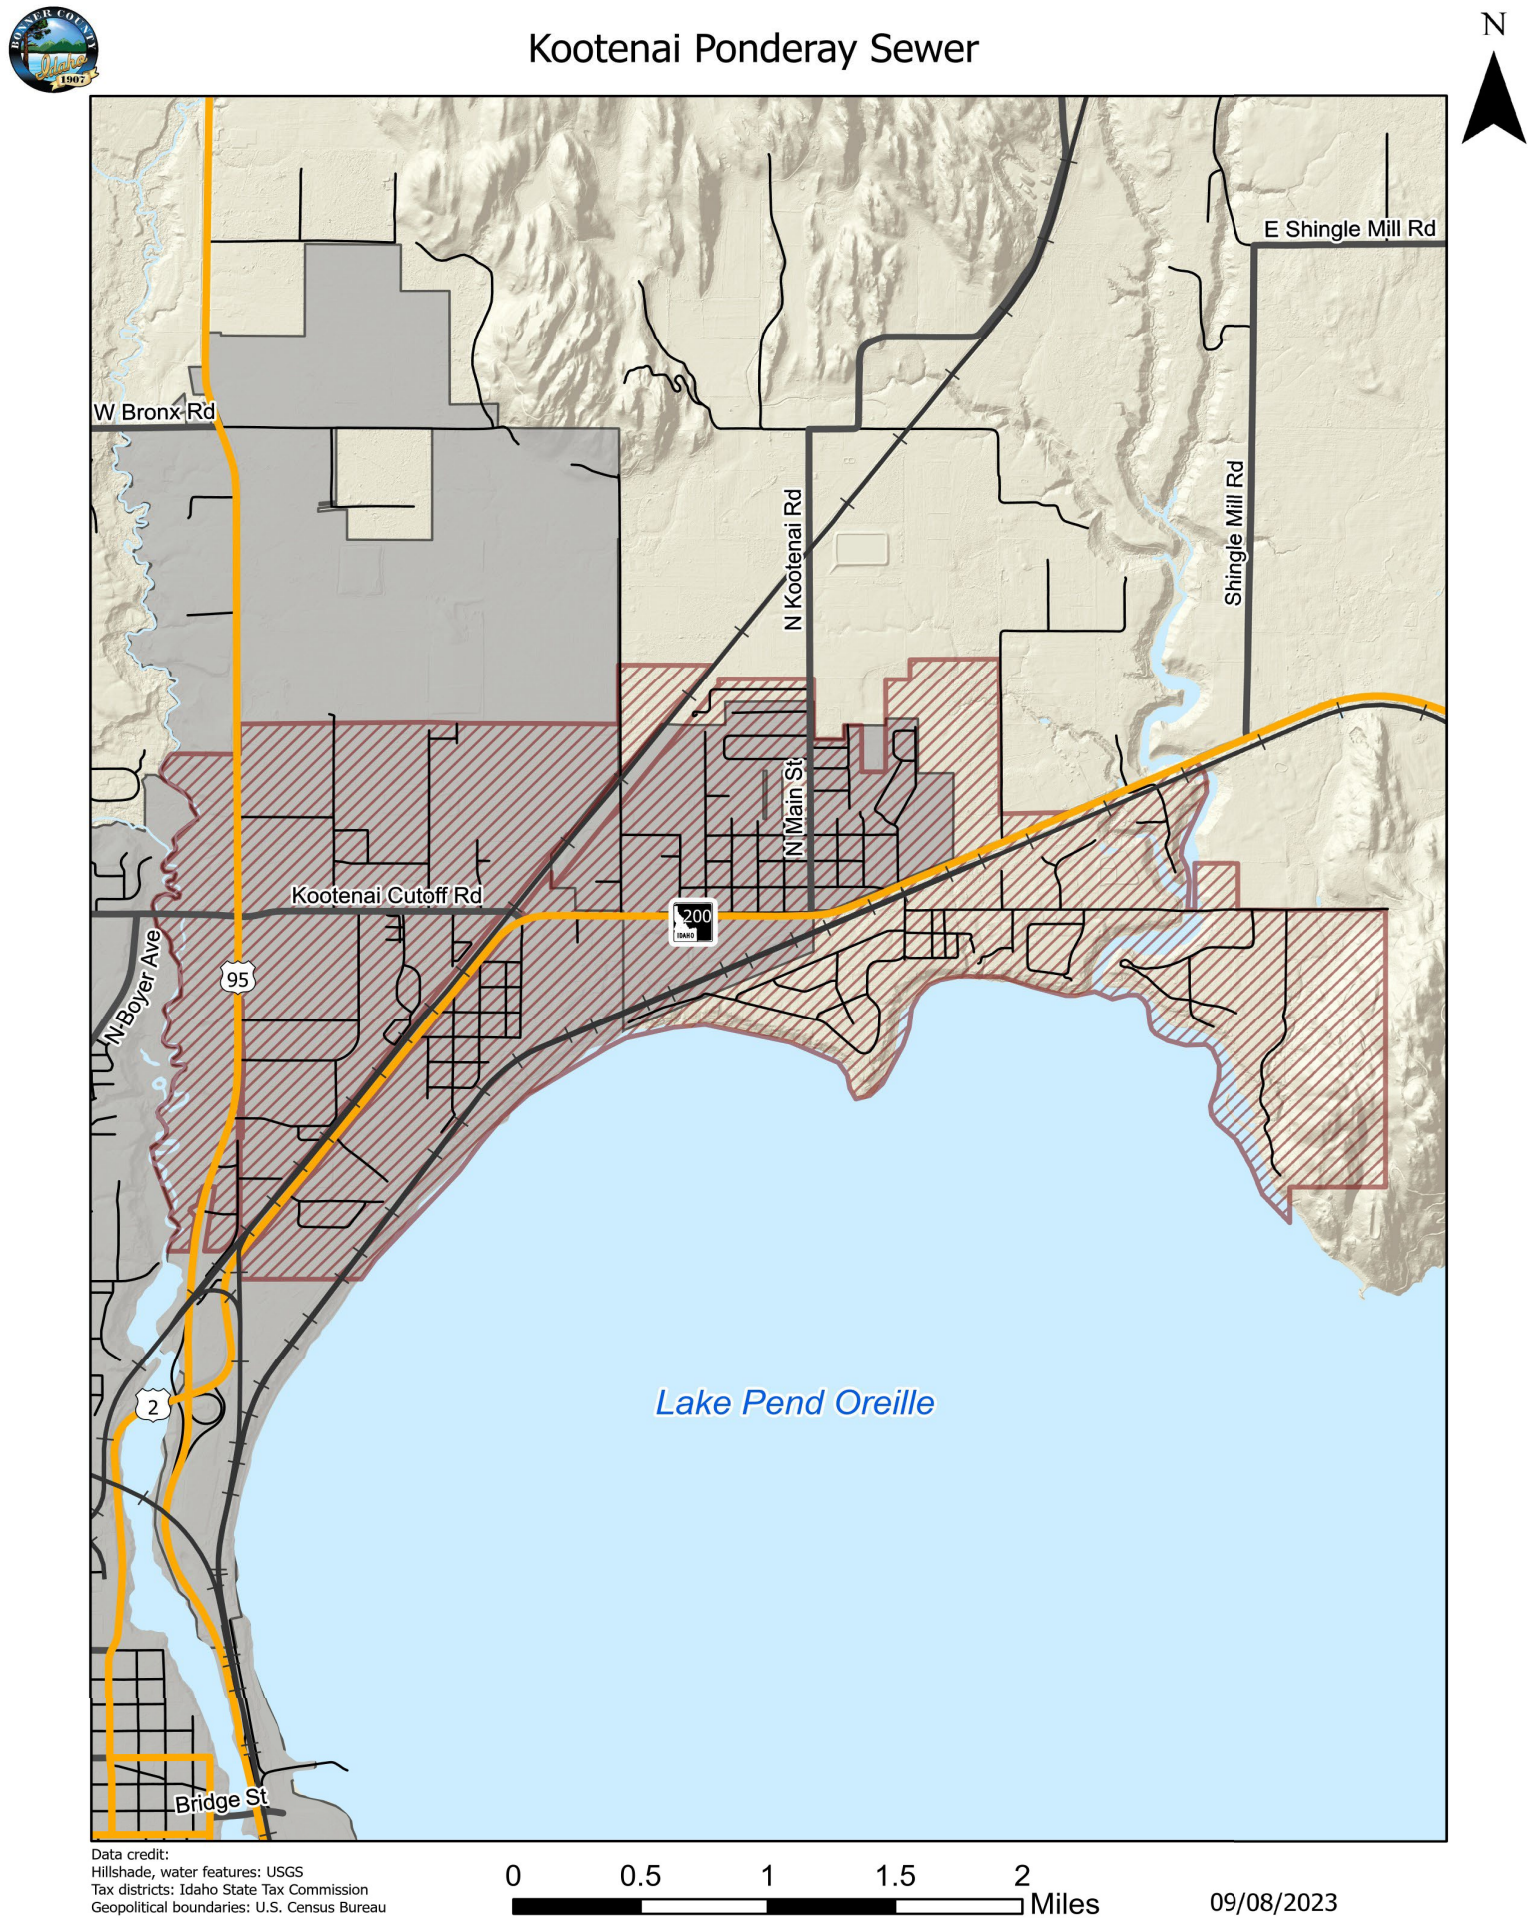 BONNER COUNTY
Idaho
1907
Kootenai Ponderay Sewer
N
E Shingle Mill Rd
W Bronx Rd
N Kootenai Rd
Shingle Mill Rd
N Main St
Kootenai Cutoff Rd
200
IDAHO
95
N Boyer Ave
Lake Pend Oreille
2
Bridge St
Data credit:
Hillshade, water features: USGS
Tax districts: Idaho State Tax Commission
Geopolitical boundaries: U.S. Census Bureau
0 0.5 1 1.5 2
Miles
09/08/2023